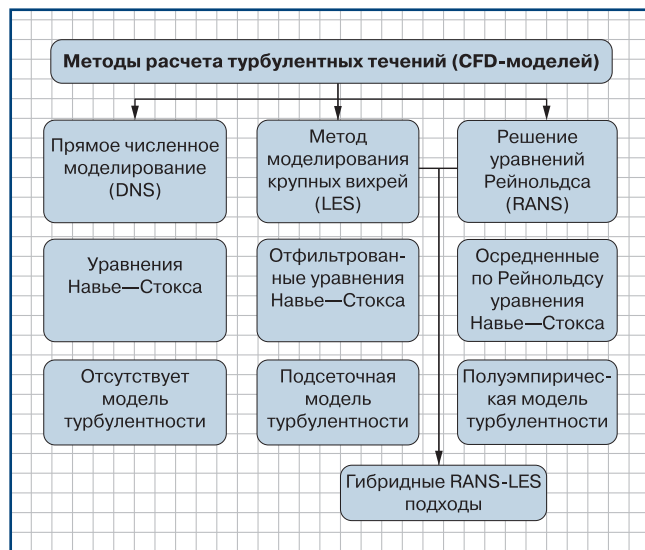 Методы расчета турбулентных течений (CFD-моделей)
Прямое численное
моделирование
(DNS)
Метод
моделирования
крупных вихрей
(LES)
Решение
уравнений
Рейнольдса
(RANS)
Уравнения
Навье—Стокса
Отфильтрован-
ные уравнения
Навье—Стокса
Осредненные
по Рейнольдсу
уравнения
Навье—Стокса
Отсутствует
модель
турбулентности
Подсеточная
модель
турбулентности
Полуэмпиричес-
кая модель
турбулентности
Гибридные RANS-LES
подходы